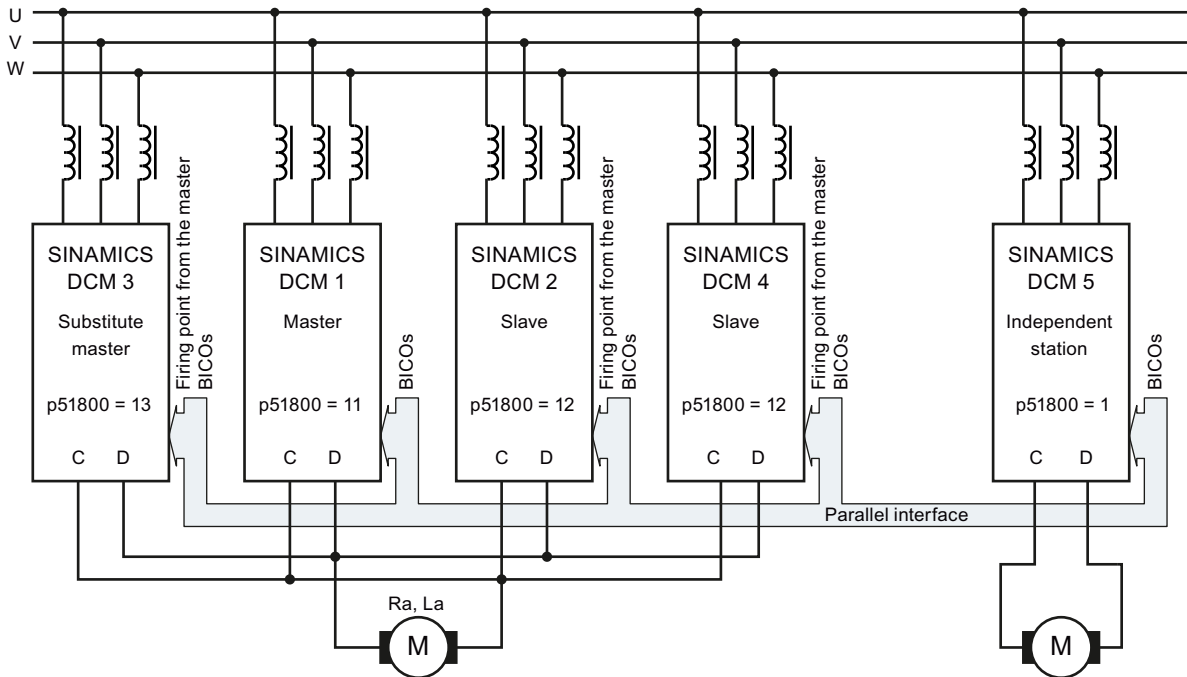 U
V
W
SINAMICS
DCM 3
Substitute
master
p51800 = 13
C D
Firing point from the master
BICOs
SINAMICS
DCM 1
Master
p51800 = 11
C D
BICOs
SINAMICS
DCM 2
Slave
p51800 = 12
C D
Firing point from the master
BICOs
SINAMICS
DCM 4
Slave
p51800 = 12
C D
Firing point from the master
BICOs
SINAMICS
DCM 5
Independent
station
p51800 = 1
C D
BICOs
Parallel interface
Ra, La
M
M